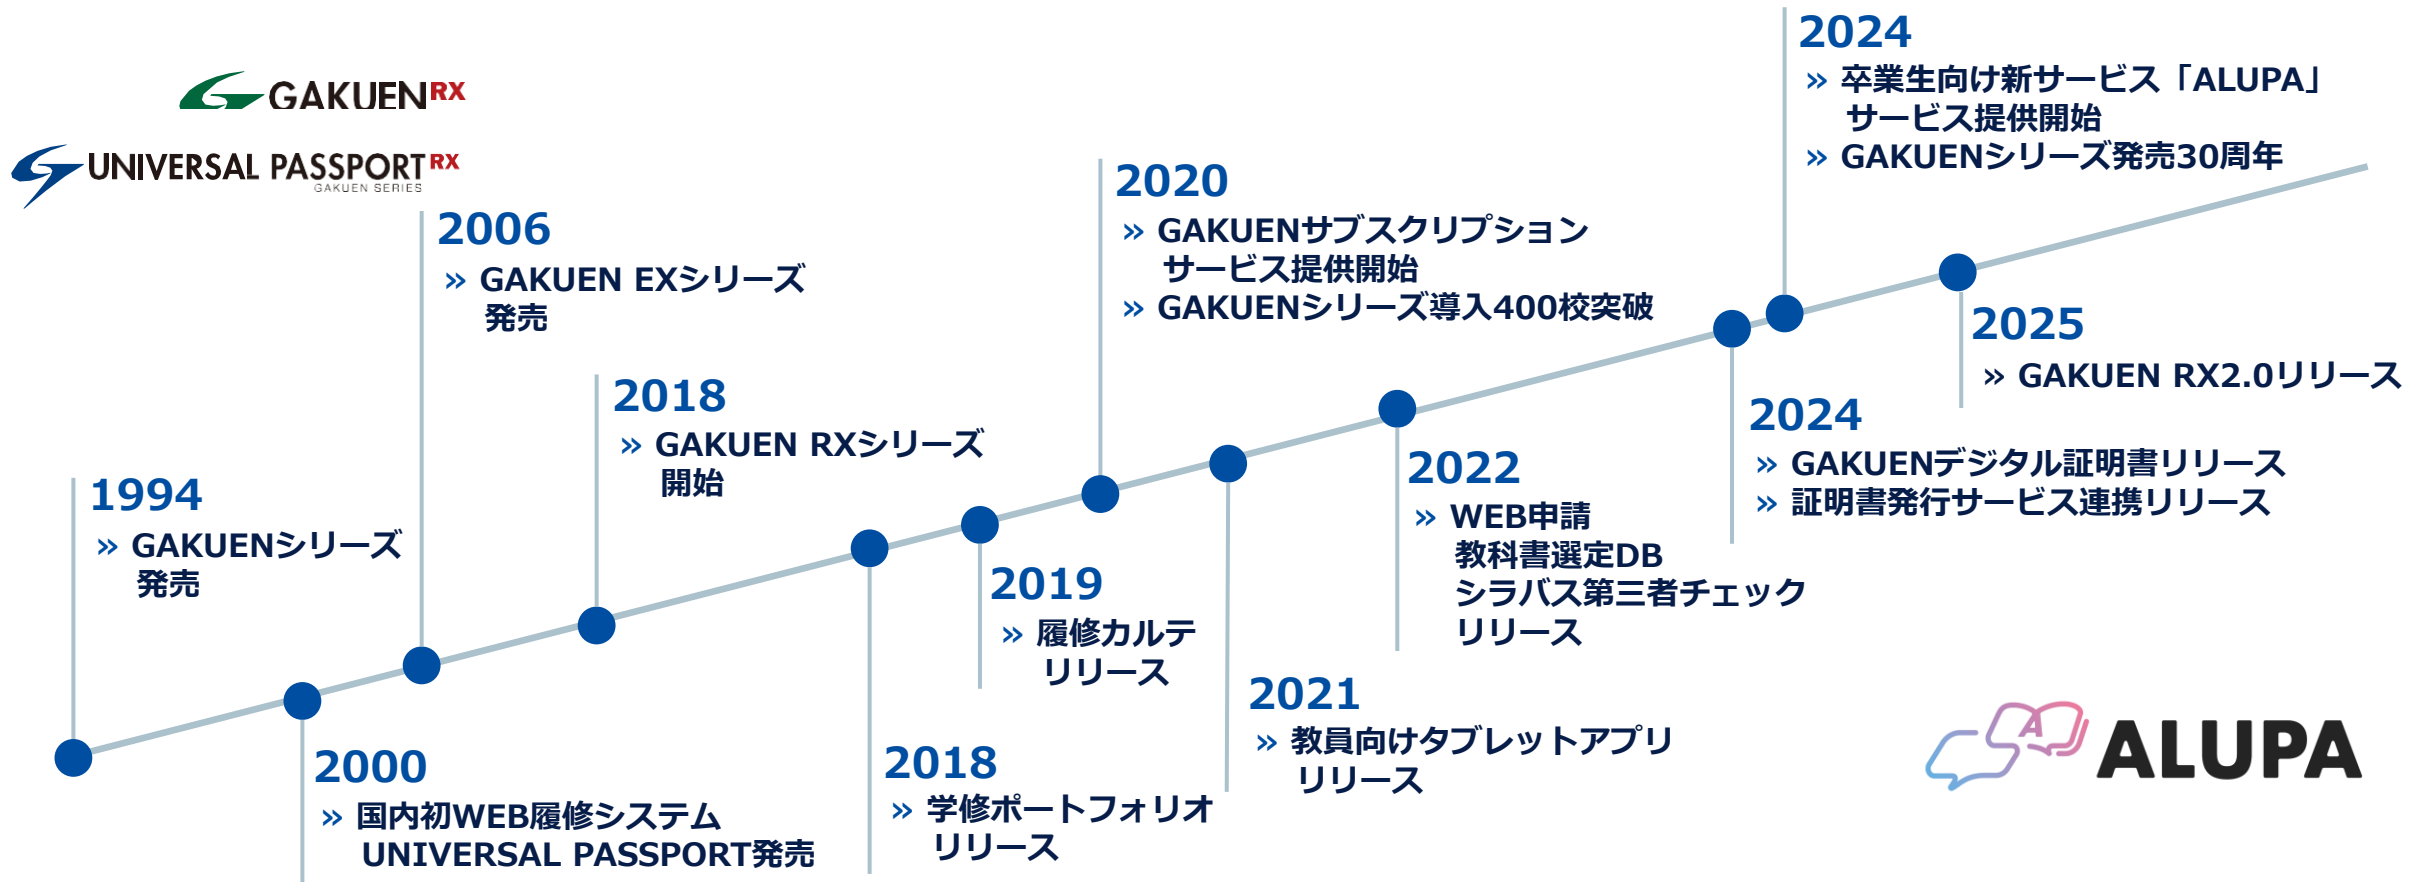 GAKUEN RX
UNIVERSAL PASSPORT RX
GAKUEN SERIES
1994
» GAKUENシリーズ
発売
2000
» 国内初WEB履修システム
UNIVERSAL PASSPORT発売
2006
» GAKUEN EXシリーズ
発売
2018
» GAKUEN RXシリーズ
開始
2018
» 学修ポートフォリオ
リリース
2019
» 履修カルテ
リリース
2020
» GAKUENサブスクリプション
サービス提供開始
» GAKUENシリーズ導入400校突破
2021
» 教員向けタブレットアプリ
リリース
2022
» WEB申請
教科書選定DB
シラバス第三者チェック
リリース
2024
» GAKUENデジタル証明書リリース
» 証明書発行サービス連携リリース
2024
» 卒業生向け新サービス「ALUPA」
サービス提供開始
» GAKUENシリーズ発売30周年
2025
» GAKUEN RX2.0リリース
A
ALUPA